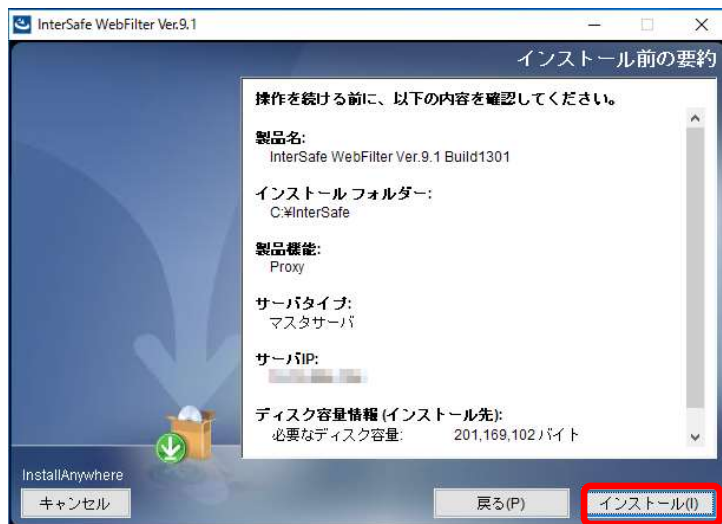 InterSafe WebFilter Ver.9.1
インストール前の要約
操作を続ける前に、以下の内容を確認してください。
製品名:
InterSafe WebFilter Ver.9.1 Build1301
インストール フォルダー:
C:¥InterSafe
製品機能:
Proxy
サーバタイプ:
マスタサーバ
サーバIP:
ディスク容量情報 (インストール先):
必要なディスク容量: 201,169,102 バイト
InstallAnywhere
キャンセル 戻る(P) インストール(I)